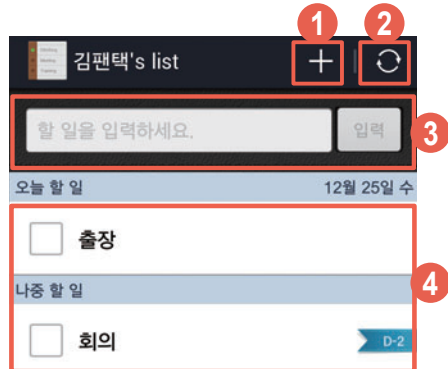 1 2
김팬택's list
할 일을 입력하세요. 입력 3
오늘 할 일 12월 25일 수
출장
4
나중 할 일
회의 D-2